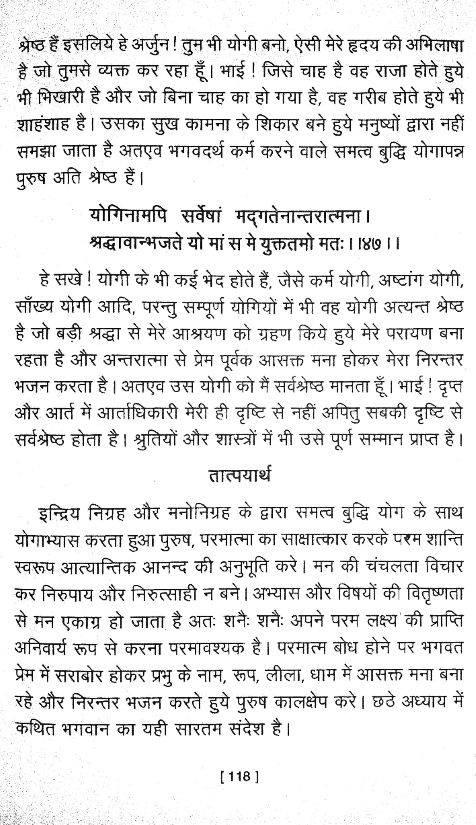 श्रेष्ठ हैं इसलिये हे अर्जुन ! तुम भी योगी बनो, ऐसी मेरे हृदय की अभिलाषा
है जो तुमसे व्यक्त कर रहा हूँ। भाई ! जिसे चाह है वह राजा होते हुये
भी भिखारी है और जो बिना चाह का हो गया है, वह गरीब होते हुये भी
शाहंशाह है। उसका सुख कामना के शिकार बने हुये मनुष्यों द्वारा नहीं
समझा जाता है अतएव भगवदर्थ कर्म करने वाले समत्व बुद्धि योगापन्न
पुरुष अति श्रेष्ठ हैं।
योगिनामपि सर्वेषां मद्गतेनान्तरात्मना।
श्रद्धावान्भजते यो मां स मे युक्ततमो मतः।।४७।।
हे सखे ! योगी के भी कई भेद होते हैं, जैसे कर्म योगी, अष्टांग योगी,
साँख्य योगी आदि, परन्तु सम्पूर्ण योगियों में भी वह योगी अत्यन्त श्रेष्ठ
है जो बड़ी श्रद्धा से मेरे आश्रयण को ग्रहण किये हुये मेरे परायण बना
रहता है और अन्तरात्मा से प्रेम पूर्वक आसक्त मना होकर मेरा निरन्तर
भजन करता है। अतएव उस योगी को मैं सर्वश्रेष्ठ मानता हूँ। भाई ! दृप्त
और आर्त में आर्ताधिकारी मेरी ही दृष्टि से नहीं अपितु सबकी दृष्टि से
सर्वश्रेष्ठ होता है। श्रुतियों और शास्त्रों में भी उसे पूर्ण सम्मान प्राप्त है।
तात्पयार्थ
इन्द्रिय निग्रह और मनोनिग्रह के द्वारा समत्व बुद्धि योग के साथ
योगाभ्यास करता हुआ पुरुष, परमात्मा का साक्षात्कार करके परम शान्ति
स्वरूप आत्यान्तिक आनन्द की अनुभूति करे। मन की चंचलता विचार
कर निरुपाय और निरुत्साही न बने। अभ्यास और विषयों की वितृष्णता
से मन एकाग्र हो जाता है अतः शनैः शनैः अपने परम लक्ष्य की प्राप्ति
अनिवार्य रूप से करना परमावश्यक है। परमात्म बोध होने पर भगवत
प्रेम में सराबोर होकर प्रभु के नाम, रूप, लीला, धाम में आसक्त मना बना
रहे और निरन्तर भजन करते हुये पुरुष कालक्षेप करे। छठे अध्याय में
कथित भगवान का यही सारतम संदेश है।
[ 118 ]